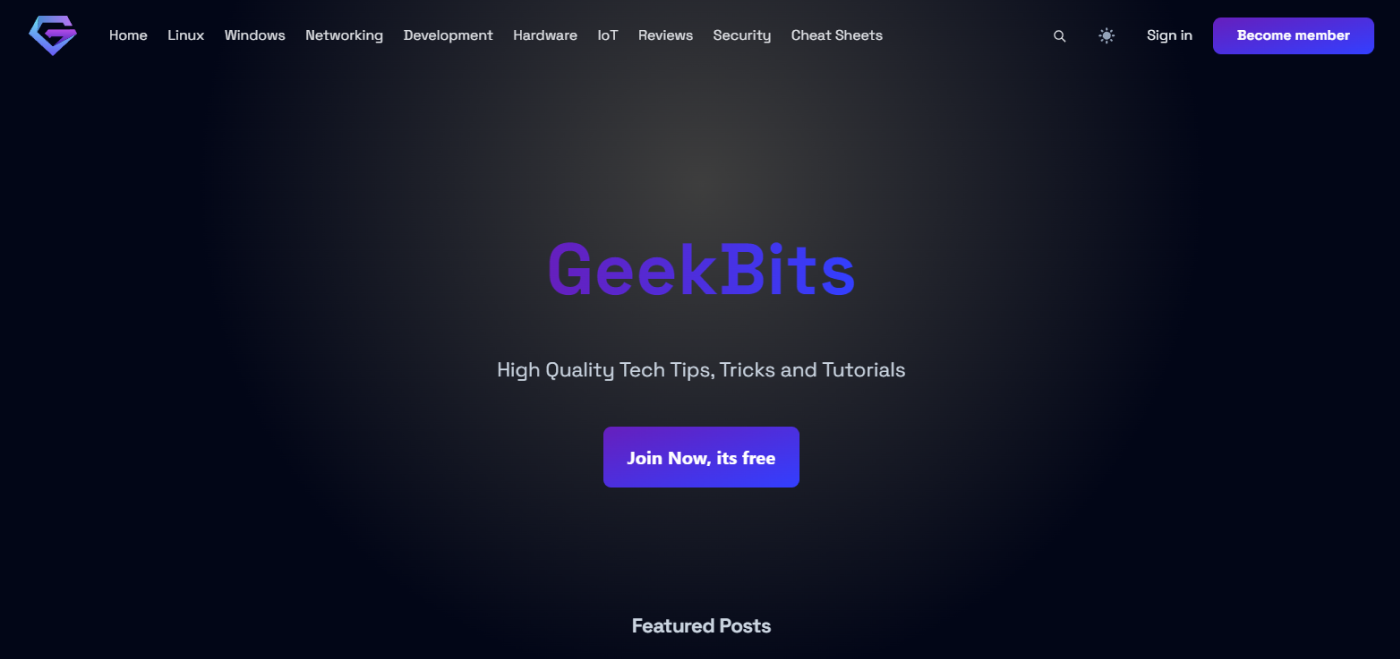 Home Linux Windows Networking Development Hardware IoT Reviews Security Cheat Sheets Sign in Become member
GeekBits
High Quality Tech Tips, Tricks and Tutorials
Join Now, its free
Featured Posts